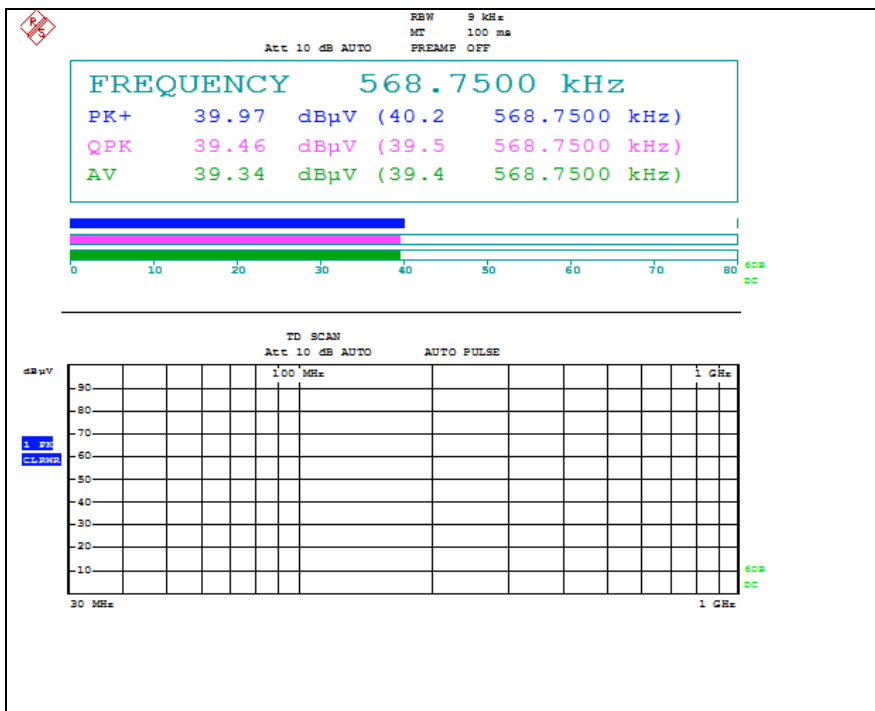 R S
RBW 9 kHz
MT 100 ms
Att 10 dB AUTO PREAMP OFF
FREQUENCY 568.7500 kHz
PK+ 39.97 dBµV (40.2 568.7500 kHz)
QPK 39.46 dBµV (39.5 568.7500 kHz)
AV 39.34 dBµV (39.4 568.7500 kHz)
0 10 20 30 40 50 60 70 80
6DB
DC
TD SCAN
Att 10 dB AUTO AUTO PULSE
dBµV
100 MHz 1 GHz
90
80
70
1 PK
CLRWR
60
50
40
30
20
10
6DB
DC
30 MHz 1 GHz